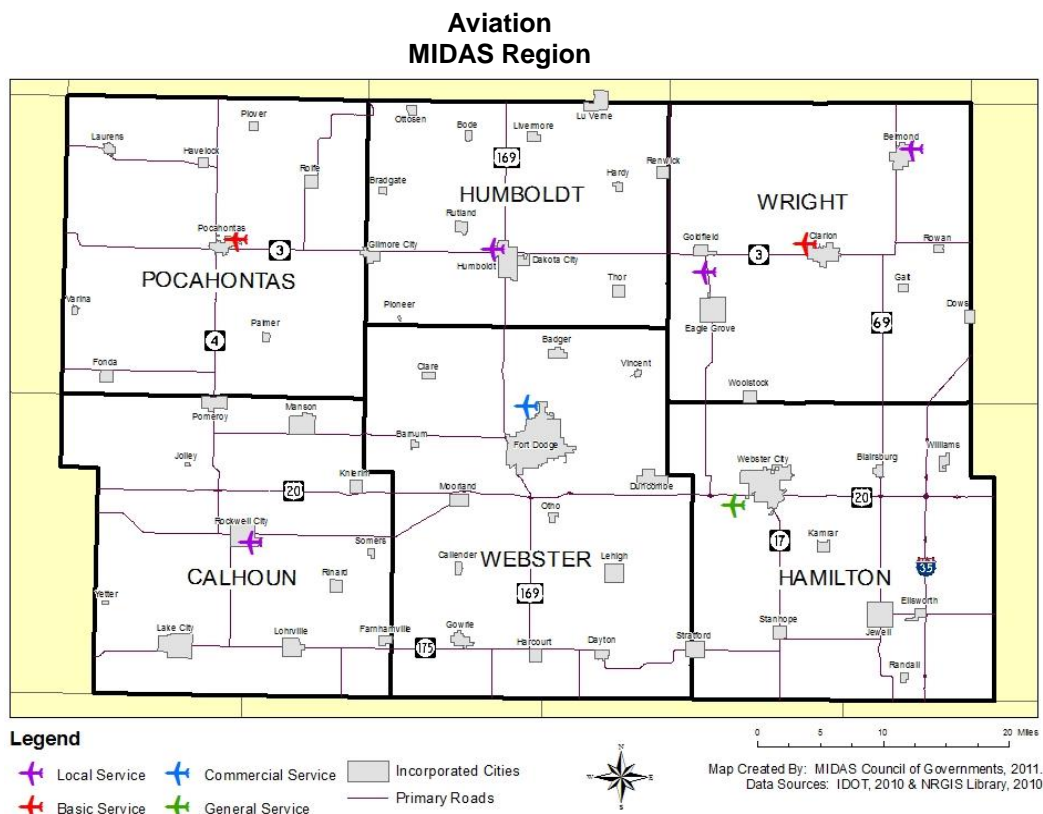 Aviation
MIDAS Region
Lu Verne
Plover
Ottosen
Bode
Livermore
Laurens
Havelock
169
Belmond
Rolfe
Bradgate
Hardy
Renwick
HUMBOLDT
WRIGHT
Rutland
Pocahontas
Goldfield
Clarion
3
Gilmore City
Humboldt
Dakota City
3
Rowan
POCAHONTAS
Thor
Galt
Varina
Pioneer
Eagle Grove
Dows
4
Palmer
69
Badger
Fonda
Clare
Vincent
Woolstock
Pomeroy
Manson
Barnum
Fort Dodge
Jolley
Knierim
Webster City
Blairsburg
Williams
20
Moorland
Duncombe
20
Otho
Rockwell City
17
Kamrar
Somers
CALHOUN
Callender
WEBSTER
Lehigh
35
HAMILTON
Rinard
Yetter
169
Ellsworth
Lake City
Lohrville
Farnhamville
Gowrie
Harcourt
Dayton
Stratford
Stanhope
Jewell
175
Randall
Legend
Local Service
Commercial Service
Incorporated Cities
Basic Service
General Service
Primary Roads
N
W
E
S
0 5 10 20 Miles
Map Created By: MIDAS Council of Governments, 2011.
Data Sources: IDOT, 2010 & NRGIS Library, 2010